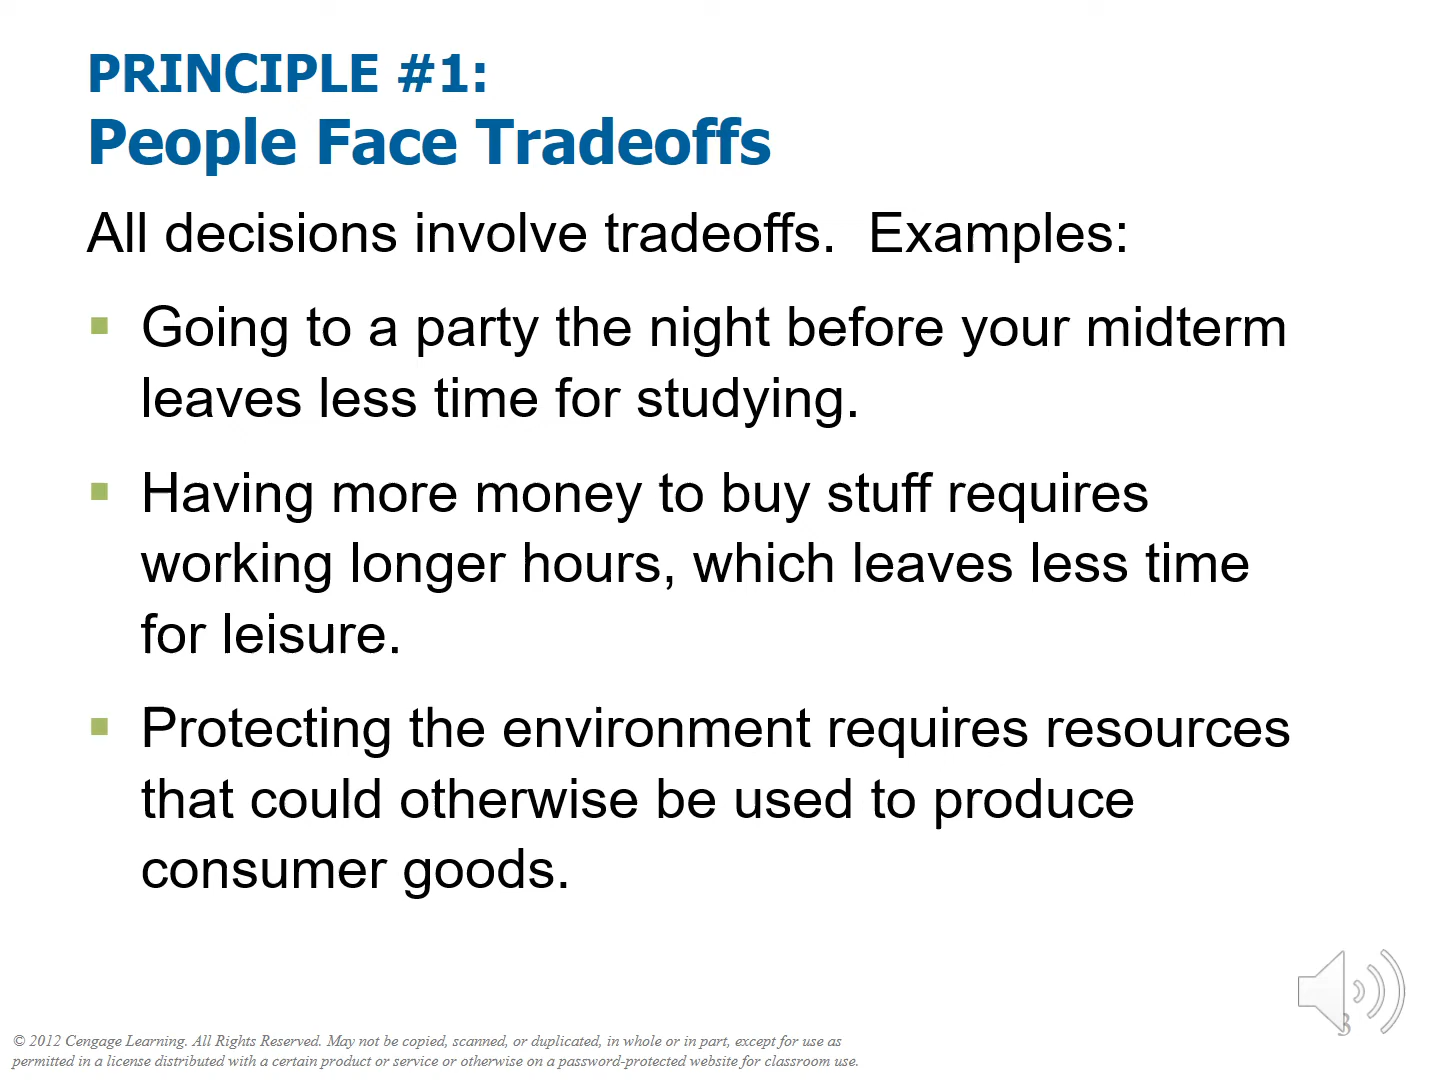 PRINCIPLE #1:
People Face Tradeoffs
All decisions involve tradeoffs.  Examples:
Going to a party the night before your midterm
leaves less time for studying.
Having more money to buy stuff requires
working longer hours, which leaves less time
for leisure.
Protecting the environment requires resources
that could otherwise be used to produce
consumer goods.
3
© 2012 Cengage Learning. All Rights Reserved. May not be copied, scanned, or duplicated, in whole or in part, except for use as
permitted in a license distributed with a certain product or service or otherwise on a password-protected website for classroom use.